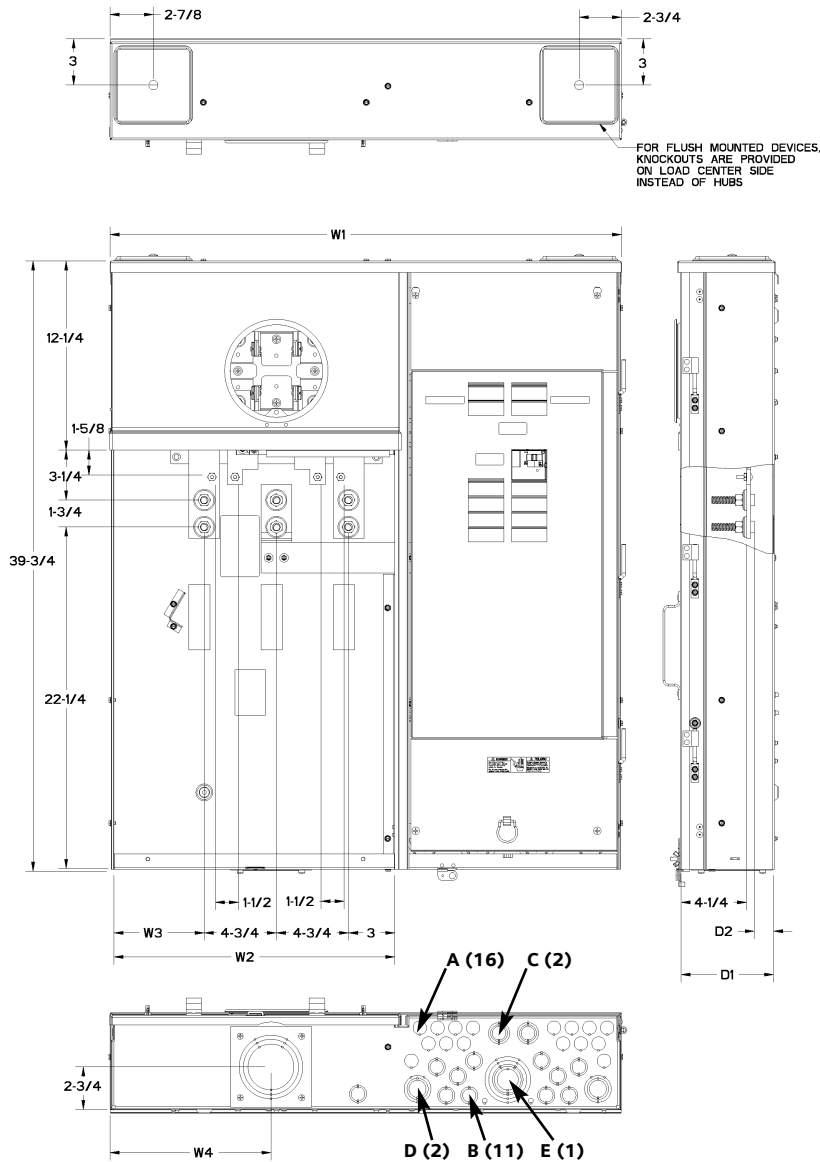 2-7/8
2-3/4
3
3
FOR FLUSH MOUNTED DEVICES,
KNOCKOUTS ARE PROVIDED
ON LOAD CENTER SIDE
INSTEAD OF HUBS
W1
12-1/4
1-5/8
3-1/4
1-3/4
39-3/4
22-1/4
DANGER
1-1/2
1-1/2
4-1/4
W3
4-3/4
4-3/4
3
D2
W2
D1
A (16)
C (2)
2-3/4
W4
D (2)
B (11)
E (1)